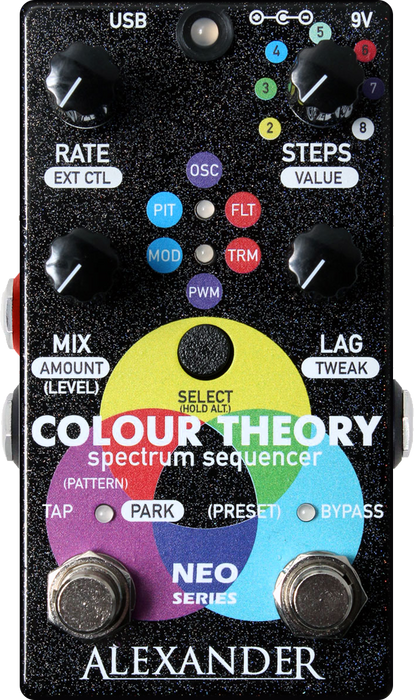 USB 9V
5
4 6
3 7
2 8
RATE STEPS
EXT CTL OSC VALUE
PIT FLT
MOD TRM
PWM
MIX LAG
AMOUNT TWEAK
(LEVEL)
SELECT
(HOLD ALT.)
COLOUR THEORY
spectrum sequencer
(PATTERN)
TAP PARK (PRESET) BYPASS
NEO
SERIES
ALEXANDER